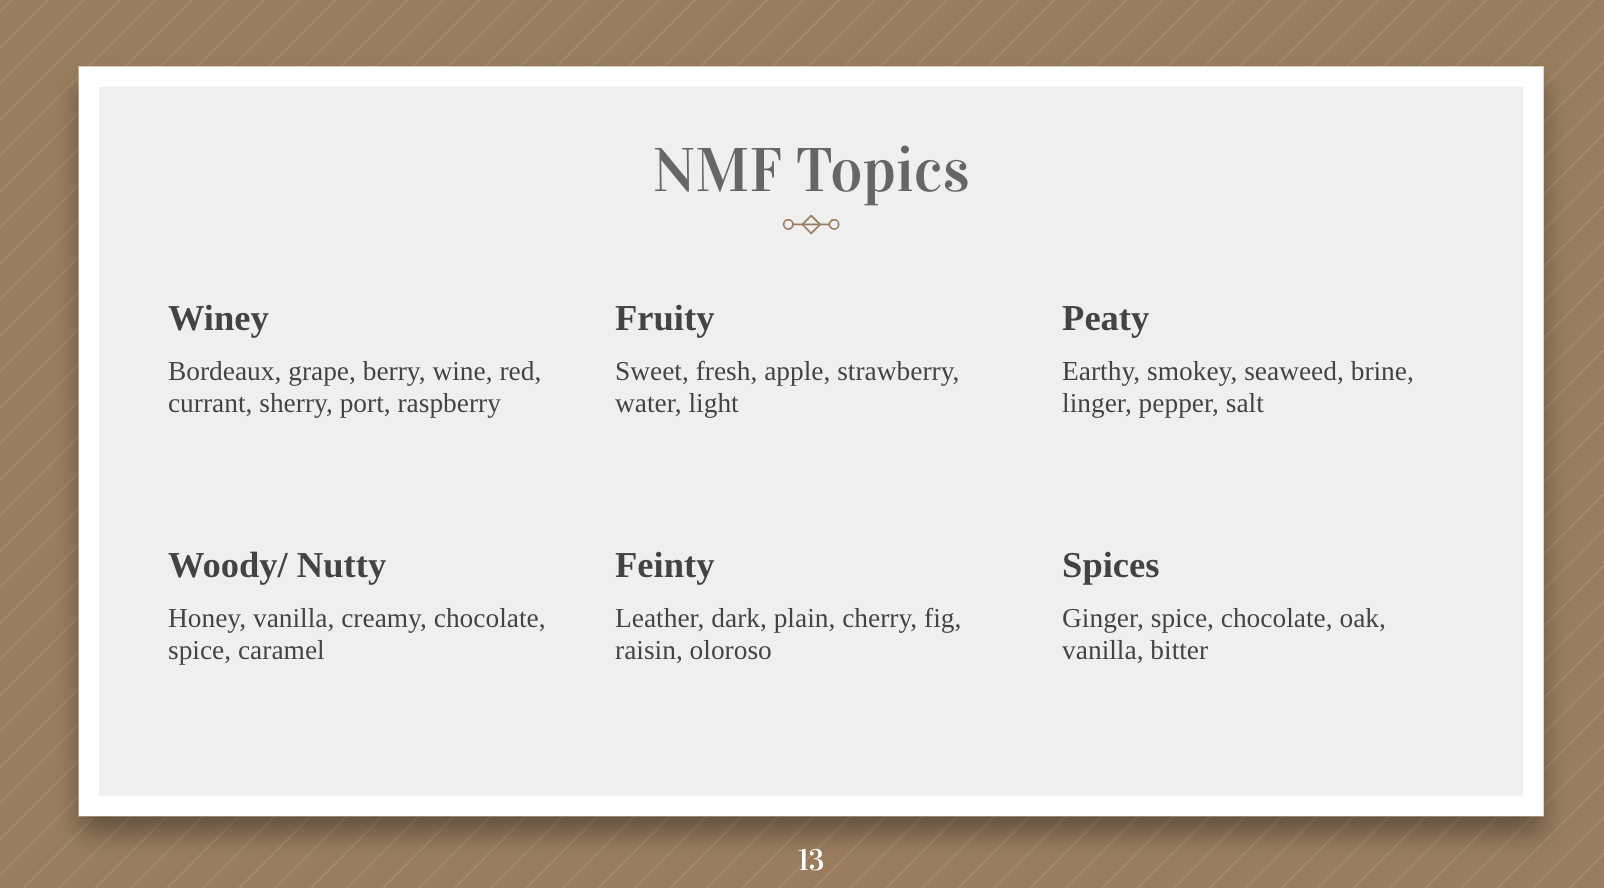 NMF Topics
Winey
Bordeaux, grape, berry, wine, red,
currant, sherry, port, raspberry
Fruity
Sweet, fresh, apple, strawberry,
water, light
Peaty
Earthy, smokey, seaweed, brine,
linger, pepper, salt
Woody/ Nutty
Honey, vanilla, creamy, chocolate,
spice, caramel
Feinty
Leather, dark, plain, cherry, fig,
raisin, oloroso
Spices
Ginger, spice, chocolate, oak,
vanilla, bitter
13